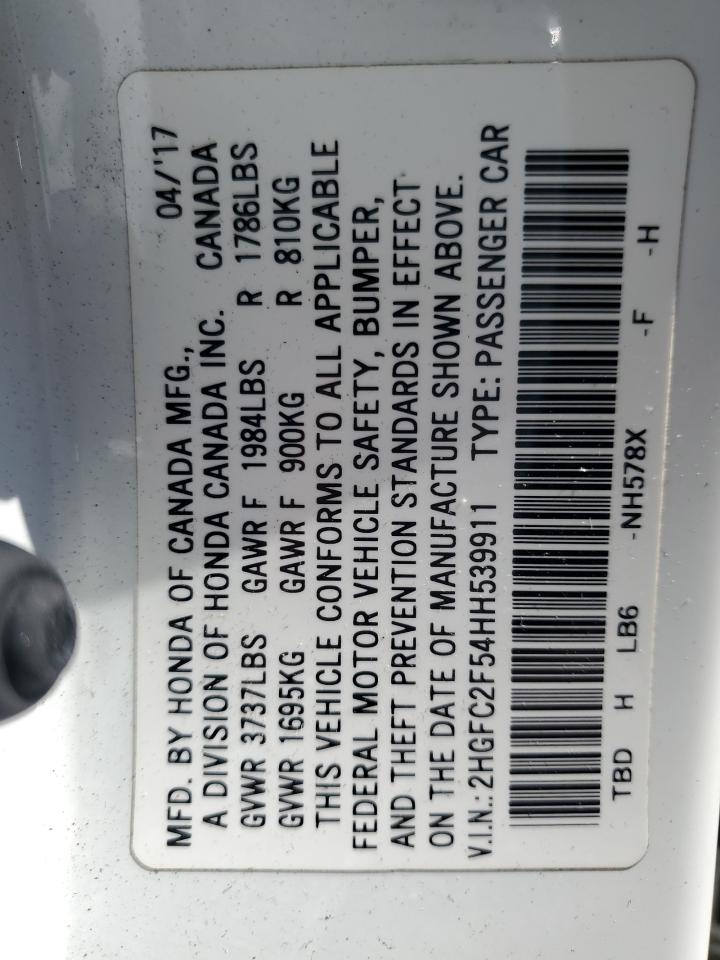 MFD. BY HONDA OF CANADA MFG., 04/'17
A DIVISION OF HONDA CANADA INC. CANADA
GVWR 3737LBS GAWR F 1984LBS R 1786LBS
GVWR 1695KG GAWR F 900KG R 810KG
THIS VEHICLE CONFORMS TO ALL APPLICABLE
FEDERAL MOTOR VEHICLE SAFETY, BUMPER,
AND THEFT PREVENTION STANDARDS IN EFFECT
ON THE DATE OF MANUFACTURE SHOWN ABOVE.
V.I.N.: 2HGFC2F54HH539911 TYPE: PASSENGER CAR
TBD H LB6 -NH578X -F -H